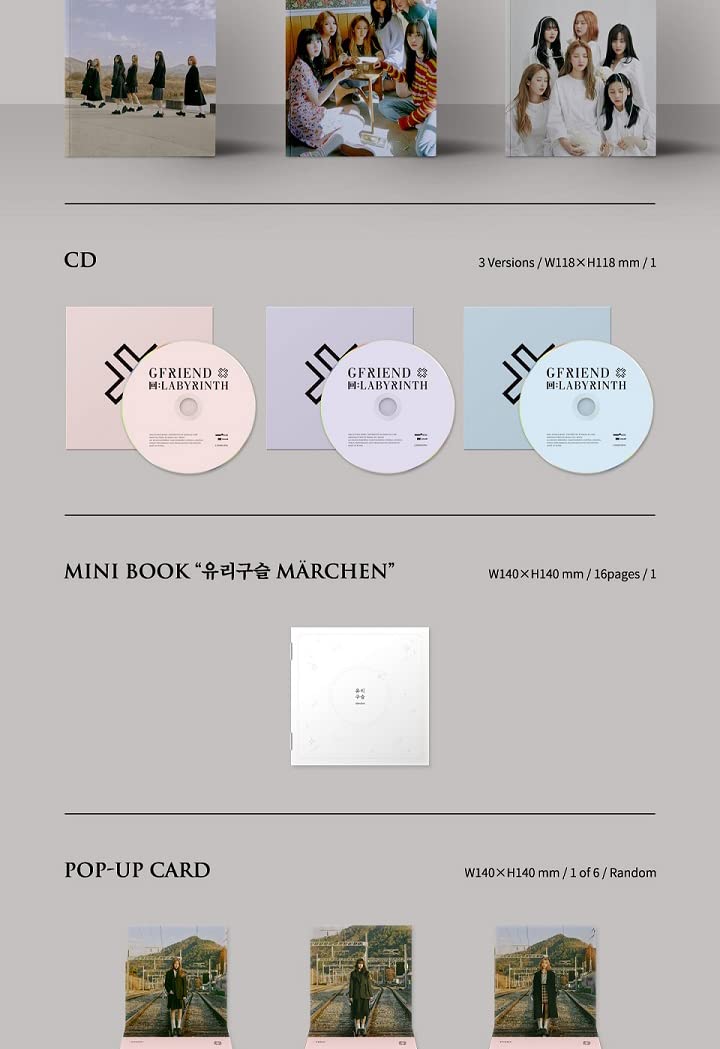 CD
3 Versions / W118×H118 mm / 1
GFRIEND
回:LABYRINTH
GFRIEND
回:LABYRINTH
GFRIEND
回:LABYRINTH
MINI BOOK “유리구슬 MÄRCHEN”
W140×H140 mm / 16pages / 1
유리
구슬
POP-UP CARD
W140×H140 mm / 1 of 6 / Random